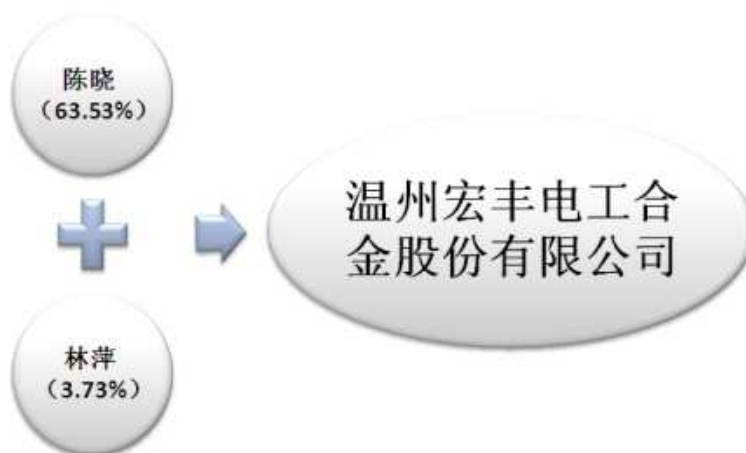 陈晓
（63.53%）
林萍
（3.73%）
温州宏丰电工合
金股份有限公司